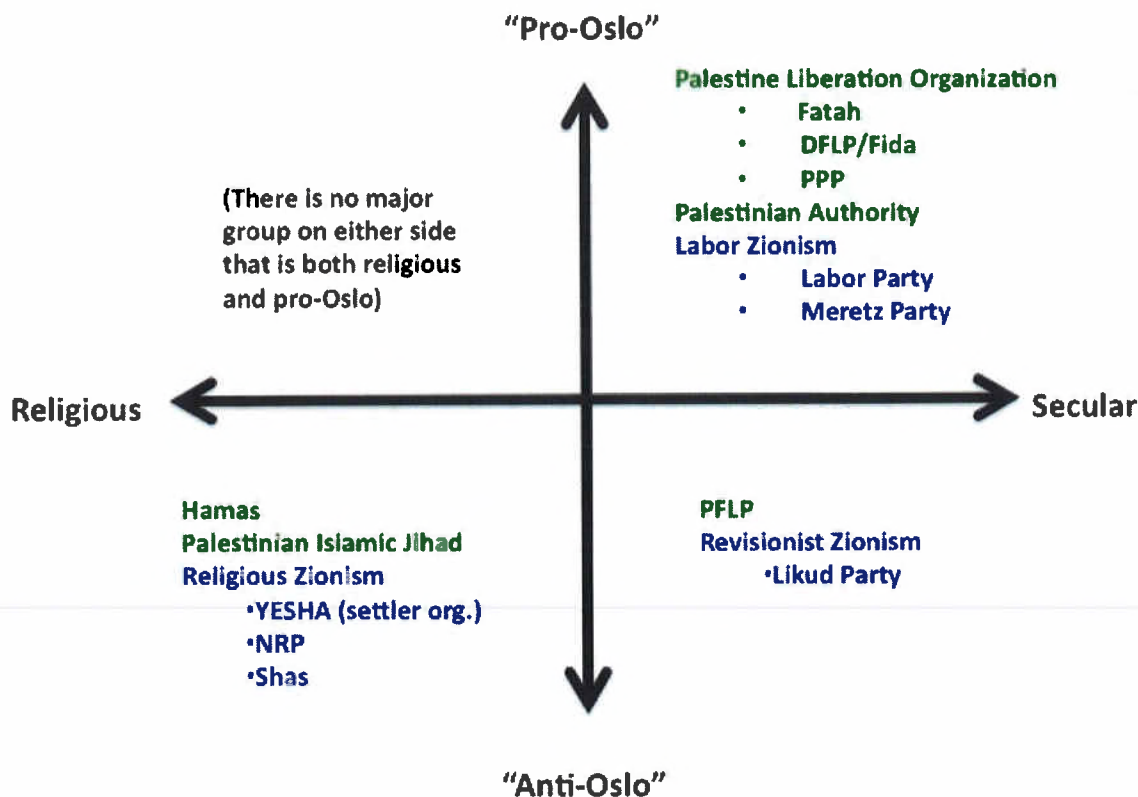 “Pro-Oslo”
Palestine Liberation Organization
• Fatah
• DFLP/Fida
• PPP
Palestinian Authority
Labor Zionism
• Labor Party
• Meretz Party
(There is no major
group on either side
that is both religious
and pro-Oslo)
Religious
Secular
Hamas
Palestinian Islamic Jihad
Religious Zionism
•YESHA (settler org.)
•NRP
•Shas
PFLP
Revisionist Zionism
•Likud Party
“Anti-Oslo”